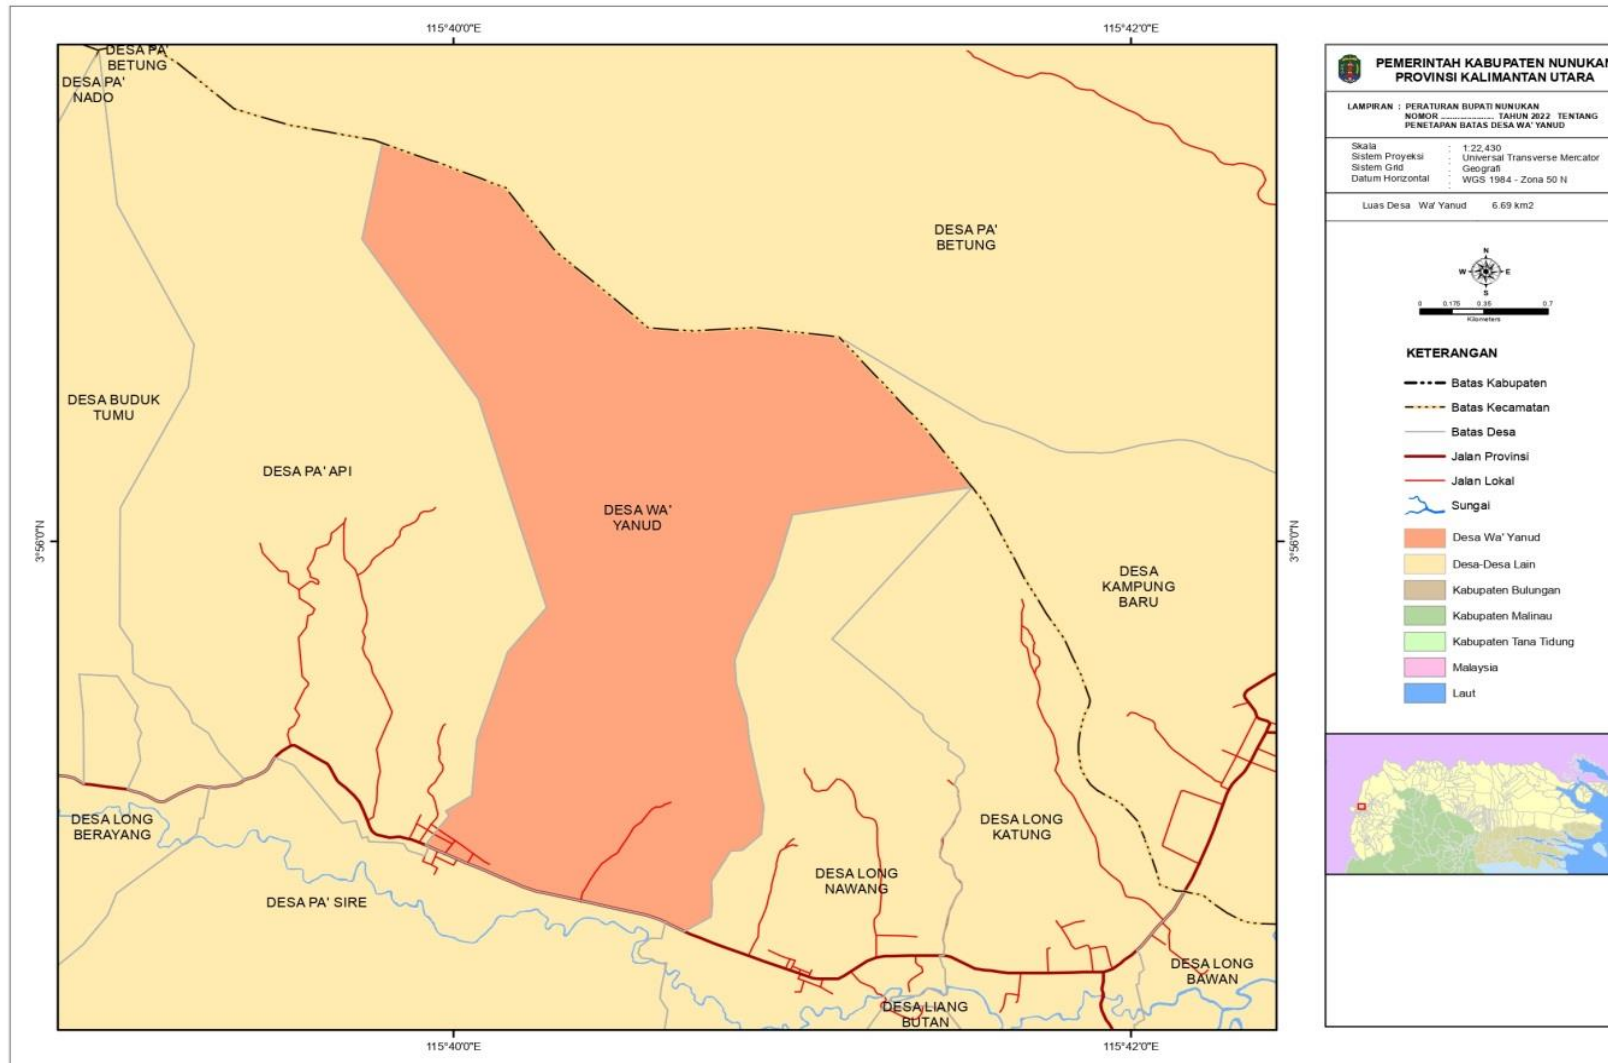 115°40'0"E
115°42'0"E
DESA PA'
BETUNG
DESA PA'
NADO
DESA PA'
BETUNG
DESA BUDUK
TUMU
DESA PA' API
DESA WA'
YANUD
3°56'0"N
3°56'0"N
DESA
KAMPUNG
BARU
DESA LONG
BERAYANG
DESA LONG
KATUNG
DESA LONG
NAWANG
DESA PA' SIRE
DESA LONG
BAWAN
DESA LIANG
BUTAN
115°40'0"E
115°42'0"E
PEMERINTAH KABUPATEN NUNUKAN
PROVINSI KALIMANTAN UTARA
LAMPIRAN : PERATURAN BUPATI NUNUKAN
NOMOR ...................... TAHUN 2022 TENTANG
PENETAPAN BATAS DESA WA' YANUD
Skala : 1:22,430
Sistem Proyeksi : Universal Transverse Mercator
Sistem Grid : Geografi
Datum Horizontal : WGS 1984 - Zona 50 N
Luas Desa Wa' Yanud 6.69 km2
N
W E
S
0 0.175 0.35 0.7
Kilometers
KETERANGAN
Batas Kabupaten
Batas Kecamatan
Batas Desa
Jalan Provinsi
Jalan Lokal
Sungai
Desa Wa' Yanud
Desa-Desa Lain
Kabupaten Bulungan
Kabupaten Malinau
Kabupaten Tana Tidung
Malaysia
Laut